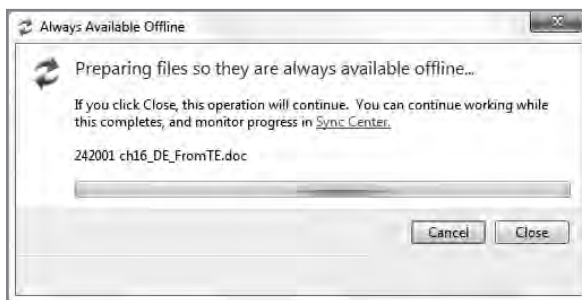 Always Available Offline
Preparing files so they are always available offline...
If you click Close, this operation will continue. You can continue working while
this completes, and monitor progress in Sync Center.
242001 ch16_DE_FromTE.doc
Cancel Close